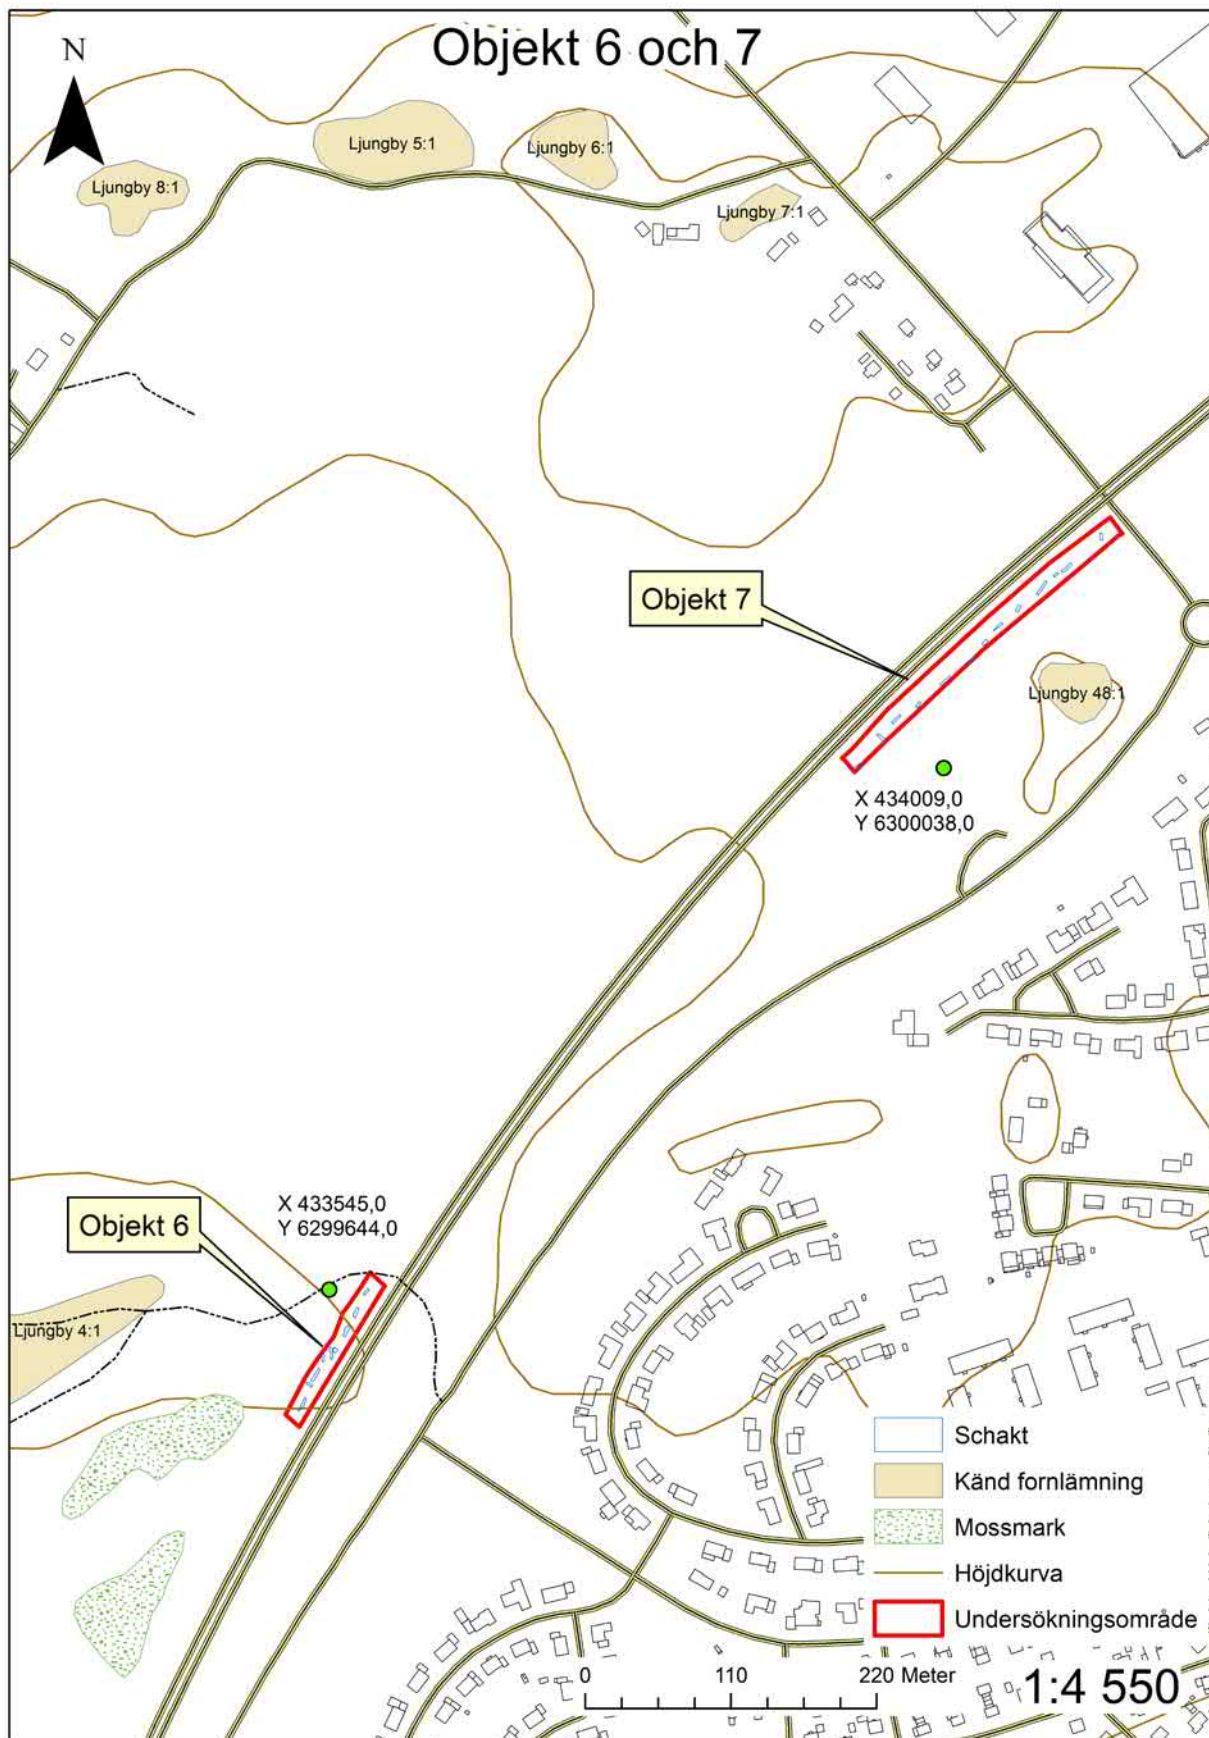 Objekt 6 och 7
N
Ljungby 5:1
Ljungby 6:1
Ljungby 8:1
Ljungby 7:1
Objekt 7
Ljungby 48:1
X 434009,0
Y 6300038,0
X 433545,0
Y 6299644,0
Objekt 6
Ljungby 4:1
Schakt
Känd fornlämning
Mossmark
Höjdkurva
Undersökningsområde
0 110 220 Meter
1:4 550